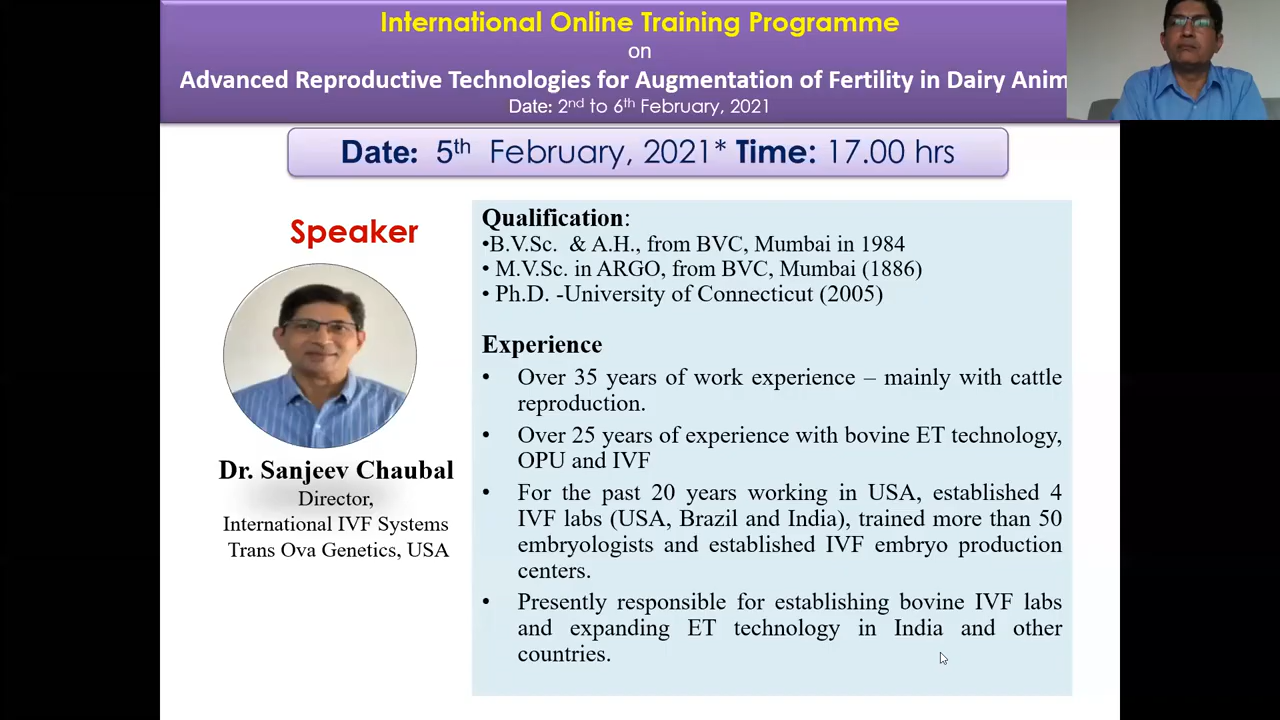 International Online Training Programme
on
Advanced Reproductive Technologies for Augmentation of Fertility in Dairy Anim
Date: 2nd to 6th February, 2021
Date: 5th February, 2021* Time: 17.00 hrs
Speaker
Dr. Sanjeev Chaubal
Director,
International IVF Systems
Trans Ova Genetics, USA
Qualification:
•B.V.Sc. & A.H., from BVC, Mumbai in 1984
• M.V.Sc. in ARGO, from BVC, Mumbai (1886)
• Ph.D. -University of Connecticut (2005)
Experience
• Over 35 years of work experience – mainly with cattle
reproduction.
• Over 25 years of experience with bovine ET technology,
OPU and IVF
• For the past 20 years working in USA, established 4
IVF labs (USA, Brazil and India), trained more than 50
embryologists and established IVF embryo production
centers.
• Presently responsible for establishing bovine IVF labs
and expanding ET technology in India and other
countries.